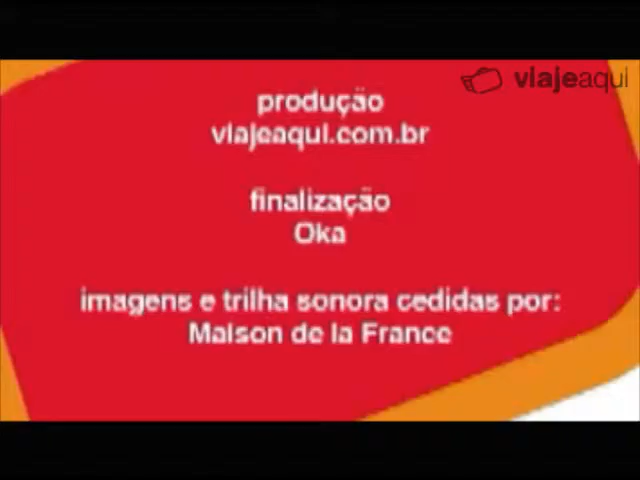 viajeaqui
produção
viajeaqui.com.br
finalização
Oka
imagens e trilha sonora cedidas por:
Maison de la France